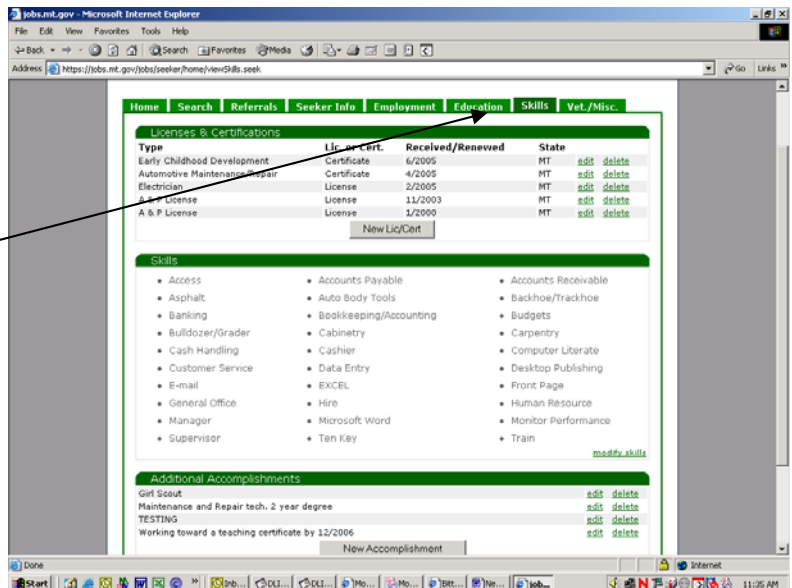 jobs.mt.gov - Microsoft Internet Explorer
File Edit View Favorites Tools Help
Back Search Favorites Media
Address https://jobs.mt.gov/jobs/seeker/home/viewSkills.seek Go Links »
Home Search Referrals Seeker Info Employment Education Skills Vet./Misc.
Licenses & Certifications
Type Lic. or Cert. Received/Renewed State
Early Childhood Development Certificate 6/2005 MT edit delete
Automotive Maintenance/Repair Certificate 4/2005 MT edit delete
Electrician License 2/2005 MT edit delete
A & P License License 11/2003 MT edit delete
A & P License License 1/2000 MT edit delete
New Lic/Cert
Skills
• Access • Accounts Payable • Accounts Receivable
• Asphalt • Auto Body Tools • Backhoe/Trackhoe
• Banking • Bookkeeping/Accounting • Budgets
• Bulldozer/Grader • Cabinetry • Carpentry
• Cash Handling • Cashier • Computer Literate
• Customer Service • Data Entry • Desktop Publishing
• E-mail • EXCEL • Front Page
• General Office • Hire • Human Resource
• Manager • Microsoft Word • Monitor Performance
• Supervisor • Ten Key • Train
modify skills
Additional Accomplishments
Girl Scout edit delete
Maintenance and Repair tech. 2 year degree edit delete
TESTING edit delete
Working toward a teaching certificate by 12/2006 edit delete
New Accomplishment
Done Internet
Start » Inb... DLI... DLI... Mo... Mo... Bitt... Ne... job... 11:35 AM